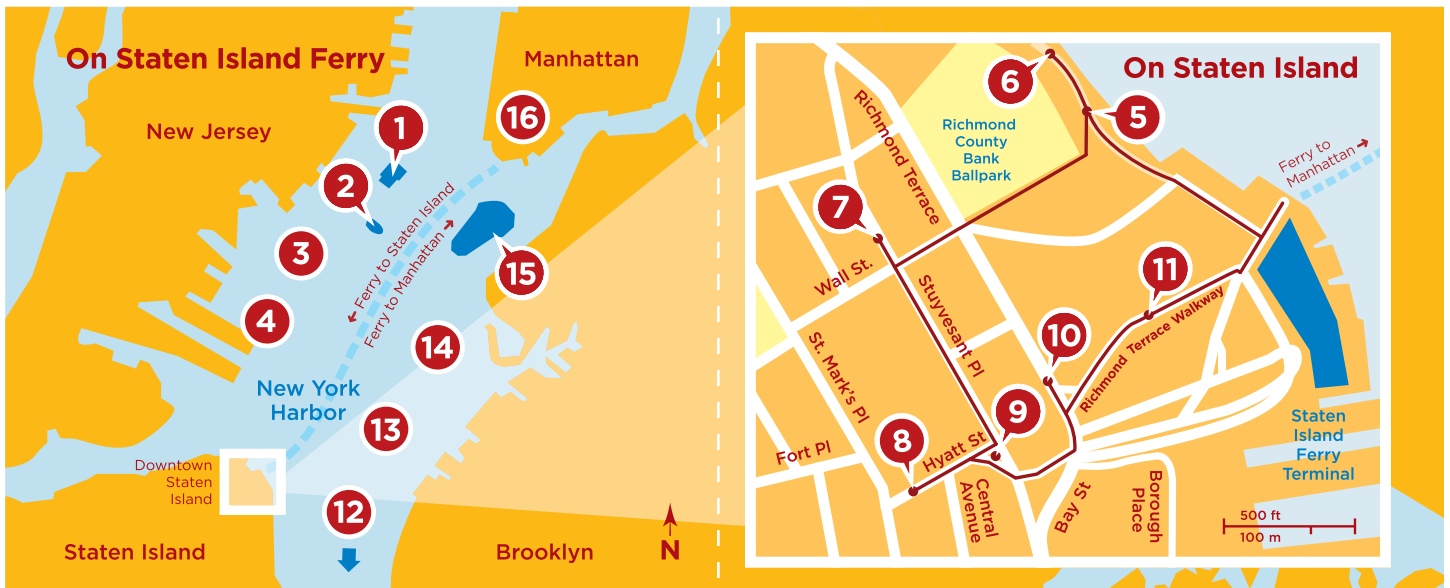 On Staten Island Ferry
Manhattan
New Jersey
1
16
2
3
4
Ferry to Staten Island
Ferry to Manhattan
15
14
New York
Harbor
13
Downtown
Staten
Island
12
Staten Island
Brooklyn
N
On Staten Island
6
5
Richmond
County
Bank
Ballpark
Richmond Terrace
Ferry to
Manhattan
7
Wall St.
Stuyvesant Pl
11
Richmond Terrace Walkway
10
St. Mark's Pl
9
8
Hyatt St
Fort Pl
Central
Avenue
Bay St
Borough
Place
Staten
Island
Ferry
Terminal
500 ft
100 m